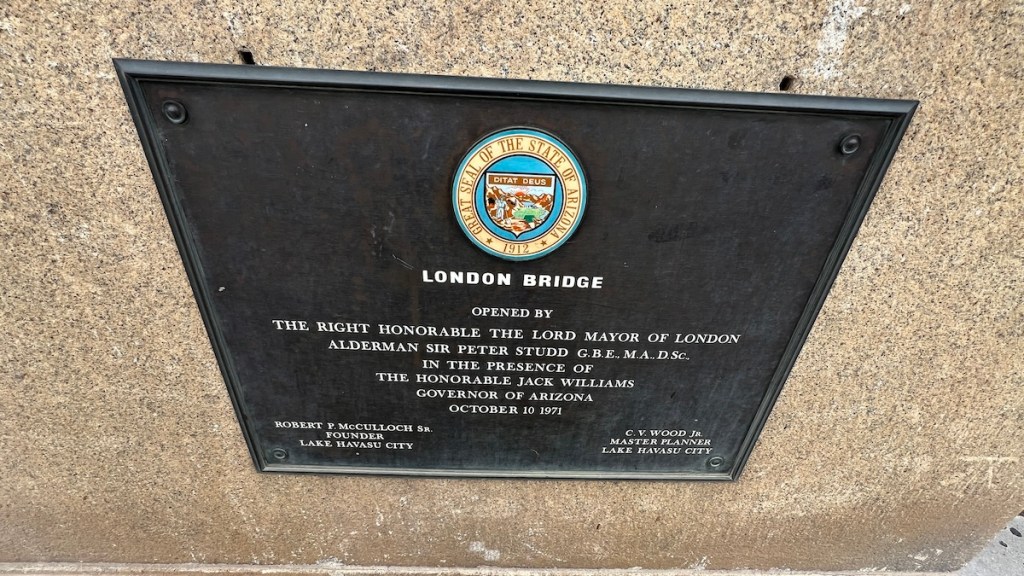 GREAT SEAL OF THE STATE OF ARIZONA
DITAT DEUS
1912
LONDON BRIDGE
OPENED BY
THE RIGHT HONORABLE THE LORD MAYOR OF LONDON
ALDERMAN SIR PETER STUDD G.B.E., M.A., D.Sc.,
IN THE PRESENCE OF
THE HONORABLE JACK WILLIAMS
GOVERNOR OF ARIZONA
OCTOBER 10 1971
ROBERT P. McCULLOCH SR.
FOUNDER
LAKE HAVASU CITY
C. V. WOOD JR.
MASTER PLANNER
LAKE HAVASU CITY